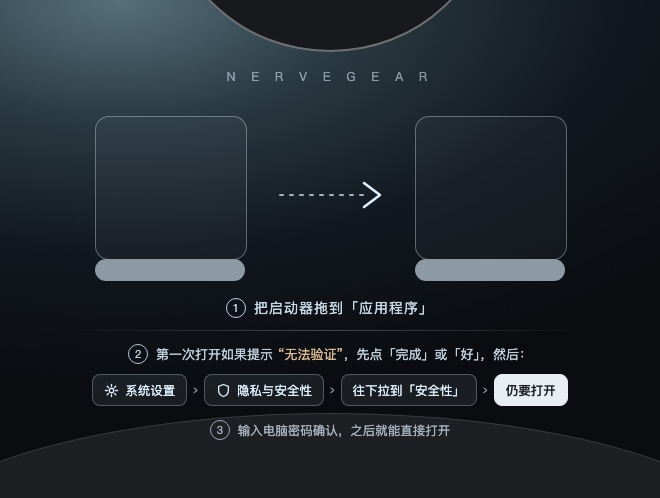 NERVEGEAR
① 把启动器拖到「应用程序」
② 第一次打开如果提示 “无法验证”，先点「完成」或「好」，然后：
系统设置 › 隐私与安全性 › 往下拉到「安全性」 › 仍要打开
③ 输入电脑密码确认，之后就能直接打开